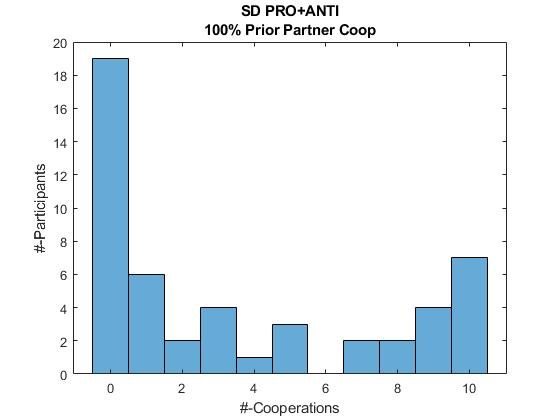 SD PRO+ANTI
100% Prior Partner Coop
20
18
16
14
12
10
8
6
4
2
0
#-Participants
0 2 4 6 8 10
#-Cooperations